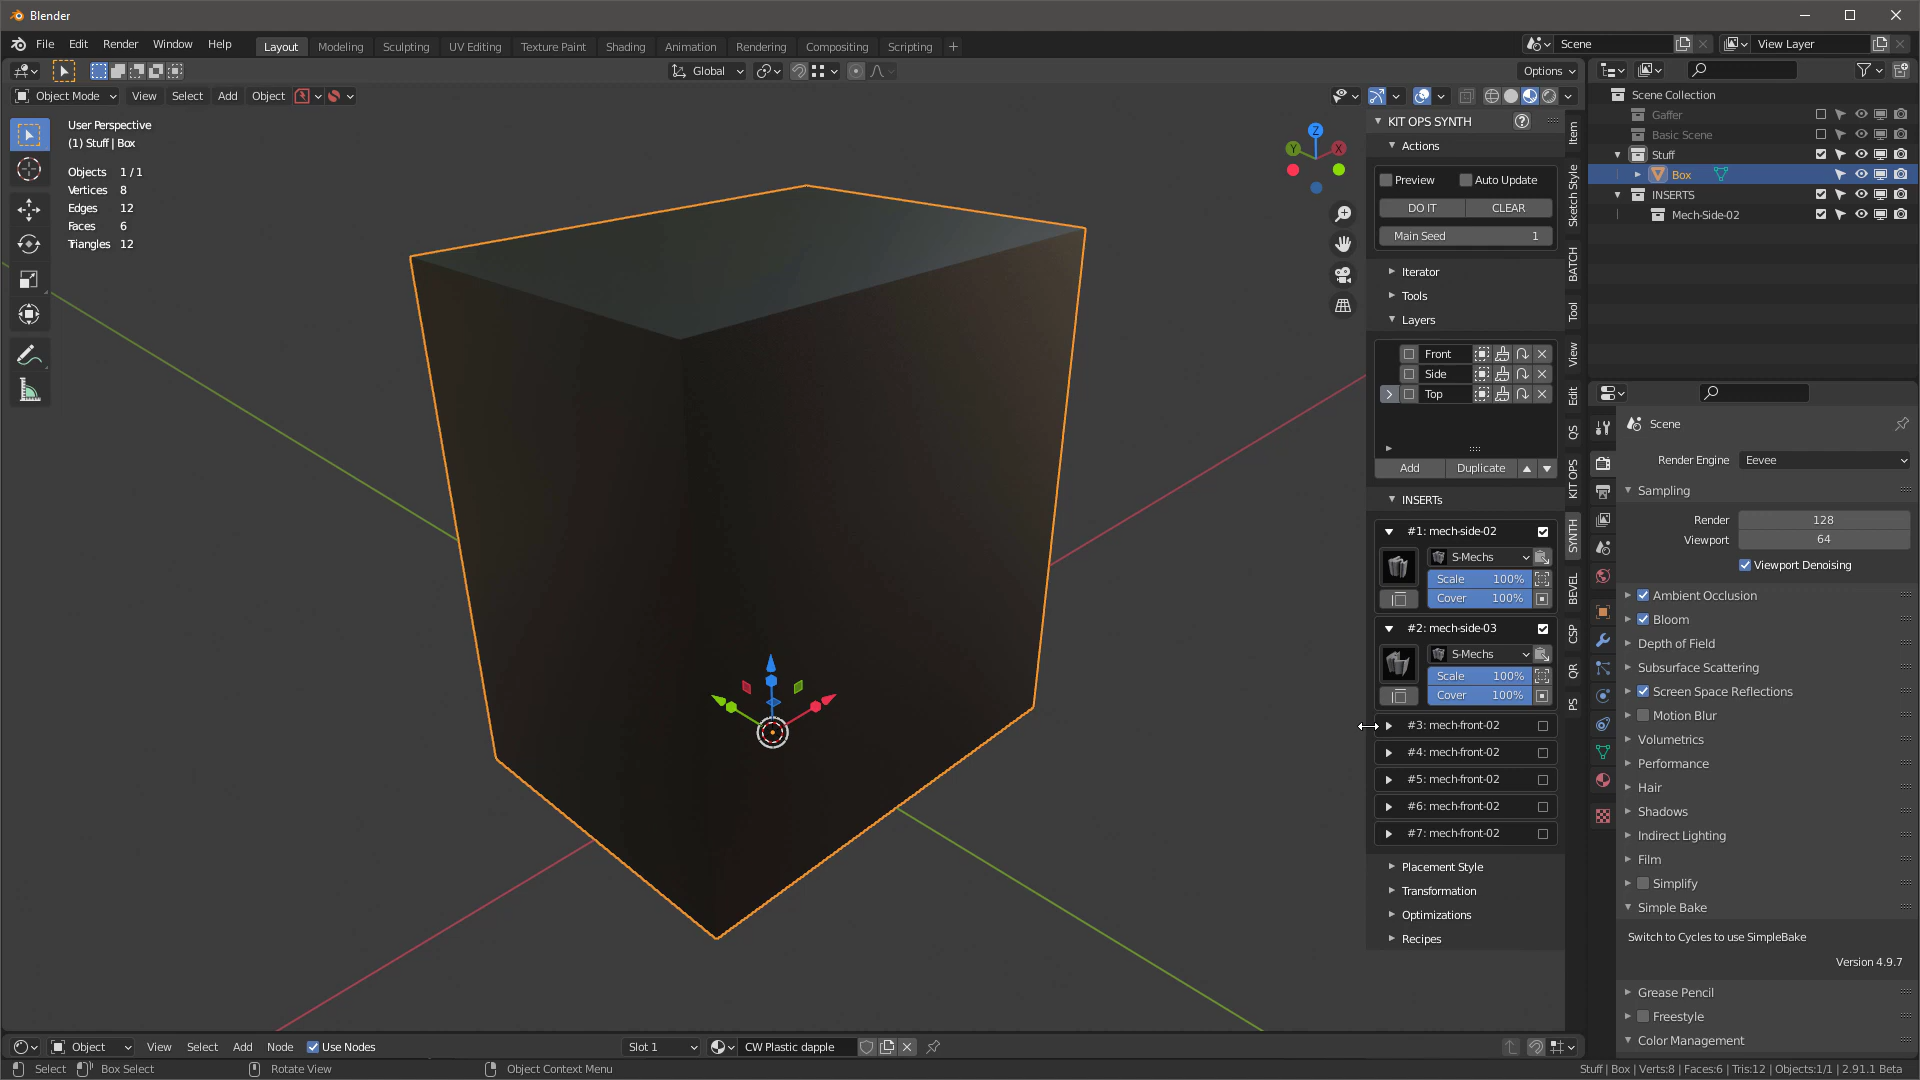 Blender
File Edit Render Window Help Layout Modeling Sculpting UV Editing Texture Paint Shading Animation Rendering Compositing Scripting + Scene View Layer
Global Options
Object Mode View Select Add Object
User Perspective
(1) Stuff | Box
Objects 1 / 1
Vertices 8
Edges 12
Faces 6
Triangles 12
Z
Y
X
KIT OPS SYNTH ?
Actions
Preview Auto Update
DO IT CLEAR
Main Seed 1
Iterator
Tools
Layers
Front
Side
Top
Add Duplicate
INSERTs
#1: mech-side-02
S-Mechs
Scale 100%
Cover 100%
#2: mech-side-03
S-Mechs
Scale 100%
Cover 100%
#3: mech-front-02
#4: mech-front-02
#5: mech-front-02
#6: mech-front-02
#7: mech-front-02
Placement Style
Transformation
Optimizations
Recipes
Item
Sketch Style
BATCH
Tool
View
Edit
QS
KIT OPS
SYNTH
BEVEL
CSP
QR
PS
Scene Collection
Gaffer
Basic Scene
Stuff
Box
INSERTS
Mech-Side-02
Scene
Render Engine Eevee
Sampling
Render 128
Viewport 64
Viewport Denoising
Ambient Occlusion
Bloom
Depth of Field
Subsurface Scattering
Screen Space Reflections
Motion Blur
Volumetrics
Performance
Hair
Shadows
Indirect Lighting
Film
Simplify
Simple Bake
Switch to Cycles to use SimpleBake
Version 4.9.7
Grease Pencil
Freestyle
Color Management
Object View Select Add Node Use Nodes Slot 1 CW Plastic dapple
Select Box Select Rotate View Object Context Menu Stuff | Box | Verts:8 | Faces:6 | Tris:12 | Objects:1/1 | 2.91.1 Beta